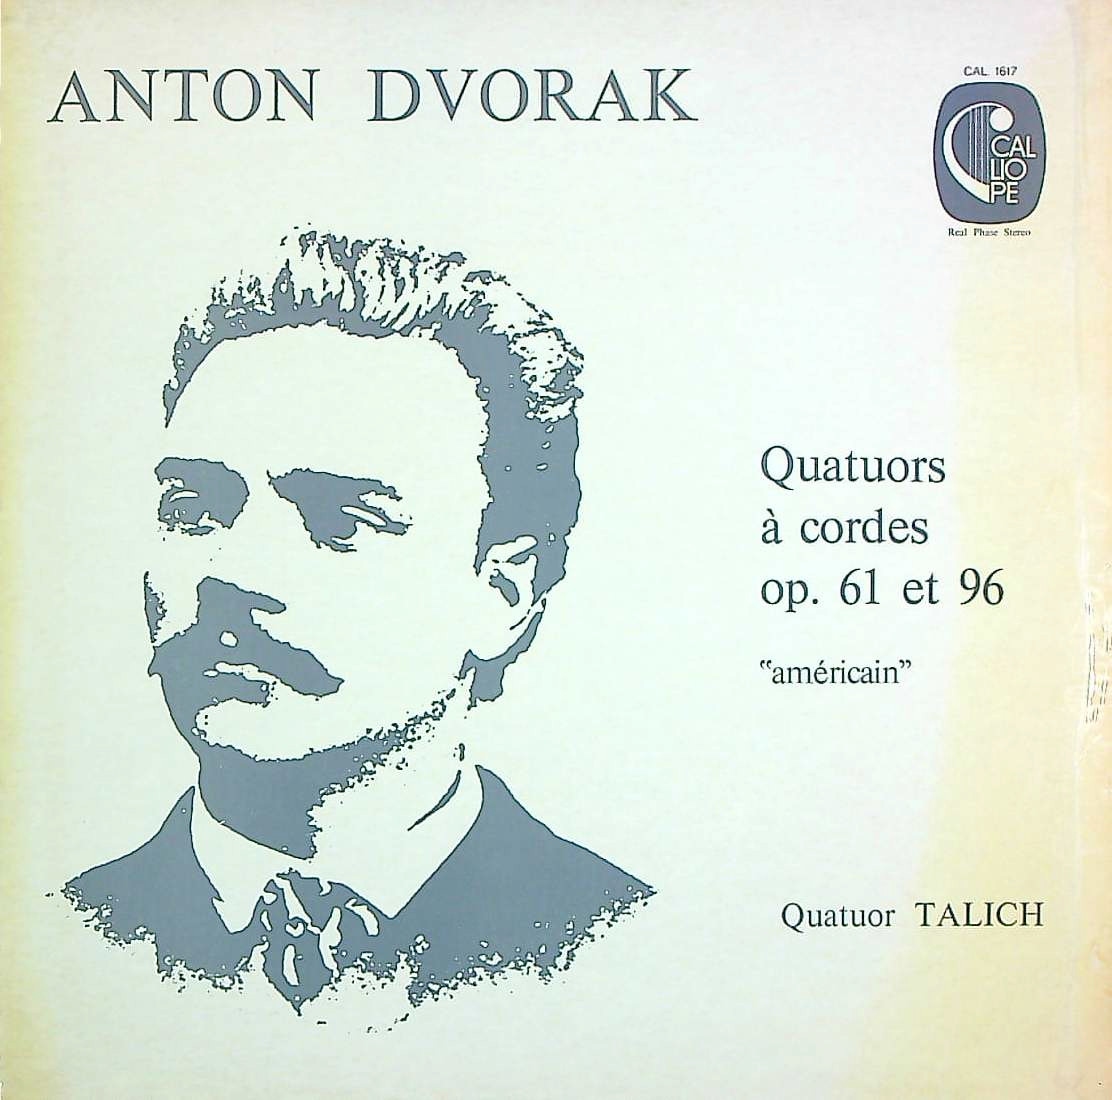 ANTON DVORAK
CAL. 1617
CAL
LIO
PE
Real Phase Stereo
Quatuors
à cordes
op. 61 et 96
"américain"
Quatuor TALICH